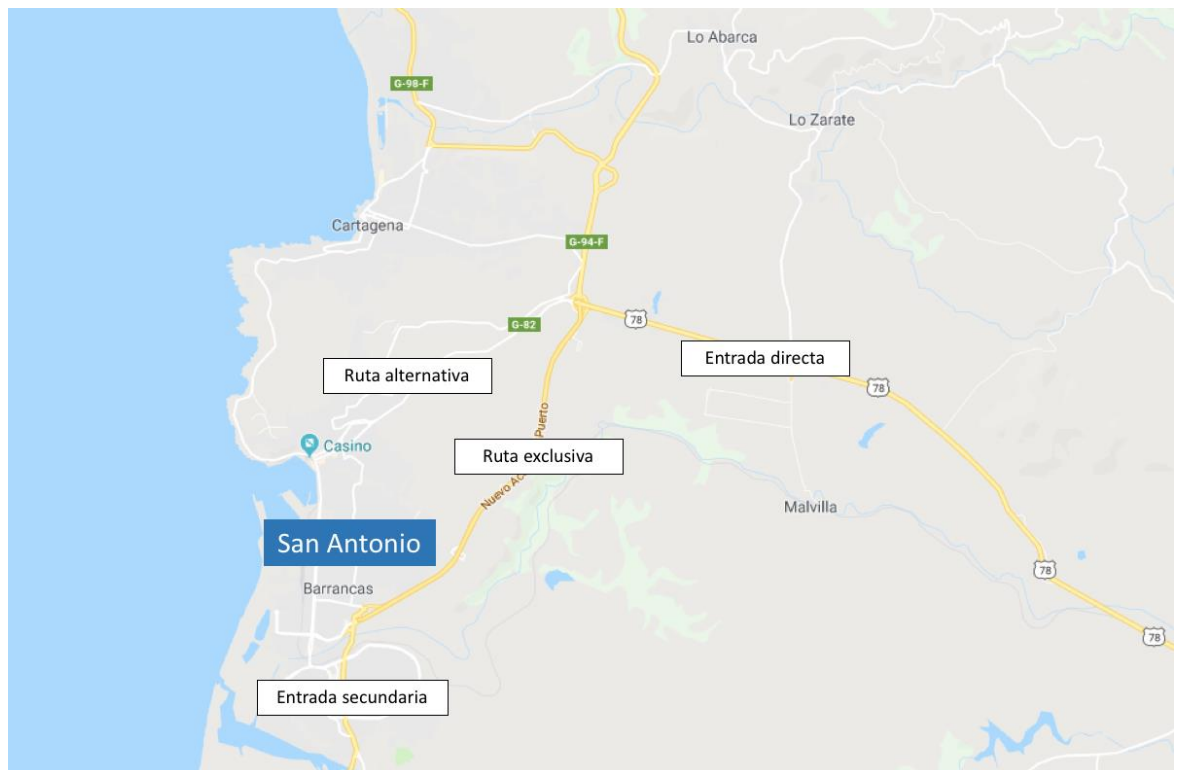 Lo Abarca
G-98-F
Lo Zarate
Cartagena
G-94-F
78
G-82
Entrada directa
Ruta alternativa
78
Puerto
Casino
Ruta exclusiva
Nuevo Ac
Malvilla
San Antonio
78
Barrancas
78
Entrada secundaria